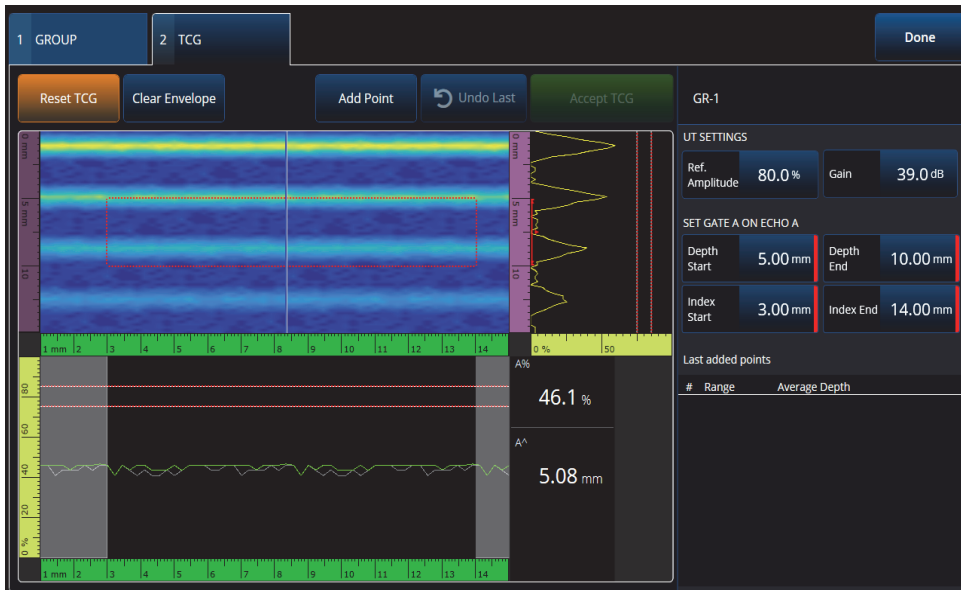 1 GROUP
2 TCG
Done
Reset TCG
Clear Envelope
Add Point
Undo Last
Accept TCG
GR-1
UT SETTINGS
Ref. Amplitude 80.0 %
Gain 39.0 dB
SET GATE A ON ECHO A
Depth Start 5.00 mm
Depth End 10.00 mm
Index Start 3.00 mm
Index End 14.00 mm
Last added points
# Range Average Depth
0 mm
5 mm
10
0 mm
5 mm
10
1 mm 2 3 4 5 6 7 8 9 10 11 12 13 14
0 % 50
A%
46.1 %
A^
5.08 mm
80
60
40
20
0 %
1 mm 2 3 4 5 6 7 8 9 10 11 12 13 14